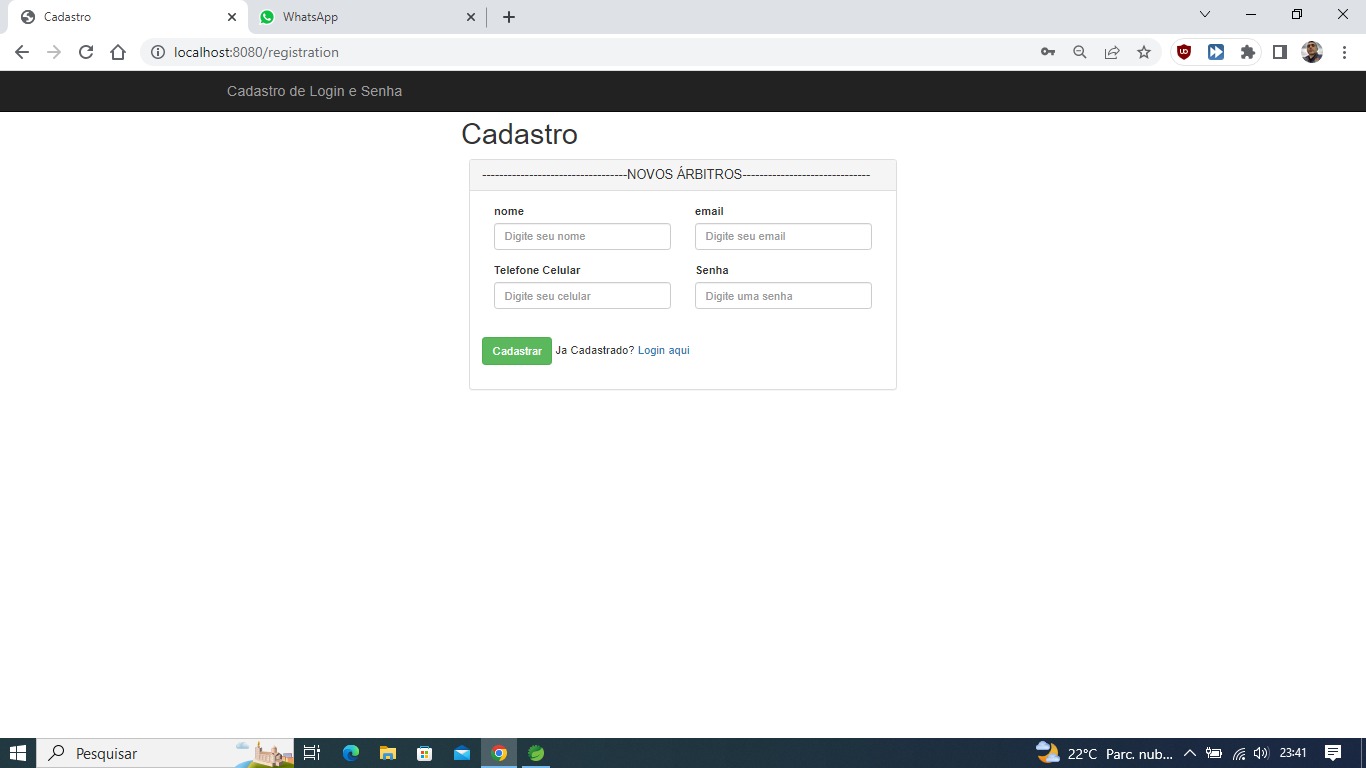 Cadastro
WhatsApp
localhost:8080/registration
Cadastro de Login e Senha
Cadastro
----------------------------------NOVOS ÁRBITROS------------------------------
nome email
Digite seu nome Digite seu email
Telefone Celular Senha
Digite seu celular Digite uma senha
Cadastrar Ja Cadastrado? Login aqui
Pesquisar
22°C Parc. nub...
23:41